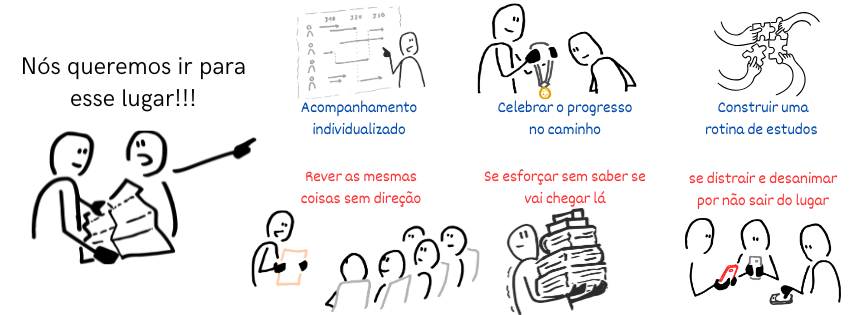 Nós queremos ir para
esse lugar!!!
Acompanhamento
individualizado
Celebrar o progresso
no caminho
Construir uma
rotina de estudos
Rever as mesmas
coisas sem direção
Se esforçar sem saber se
vai chegar lá
se distrair e desanimar
por não sair do lugar